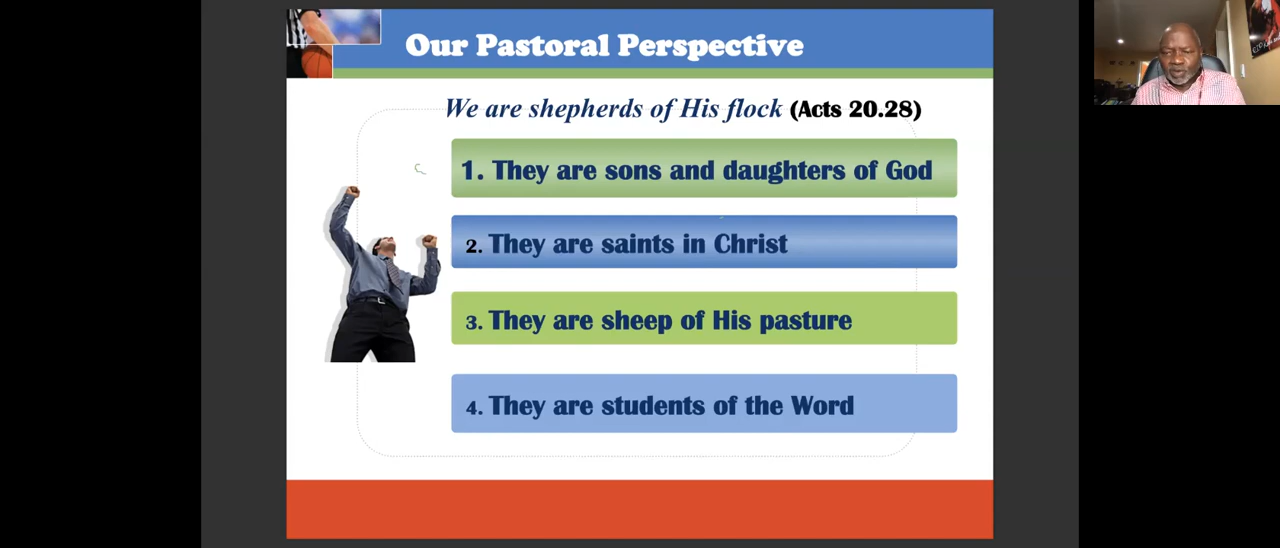 Our Pastoral Perspective
We are shepherds of His flock (Acts 20.28)
1. They are sons and daughters of God
2. They are saints in Christ
3. They are sheep of His pasture
4. They are students of the Word